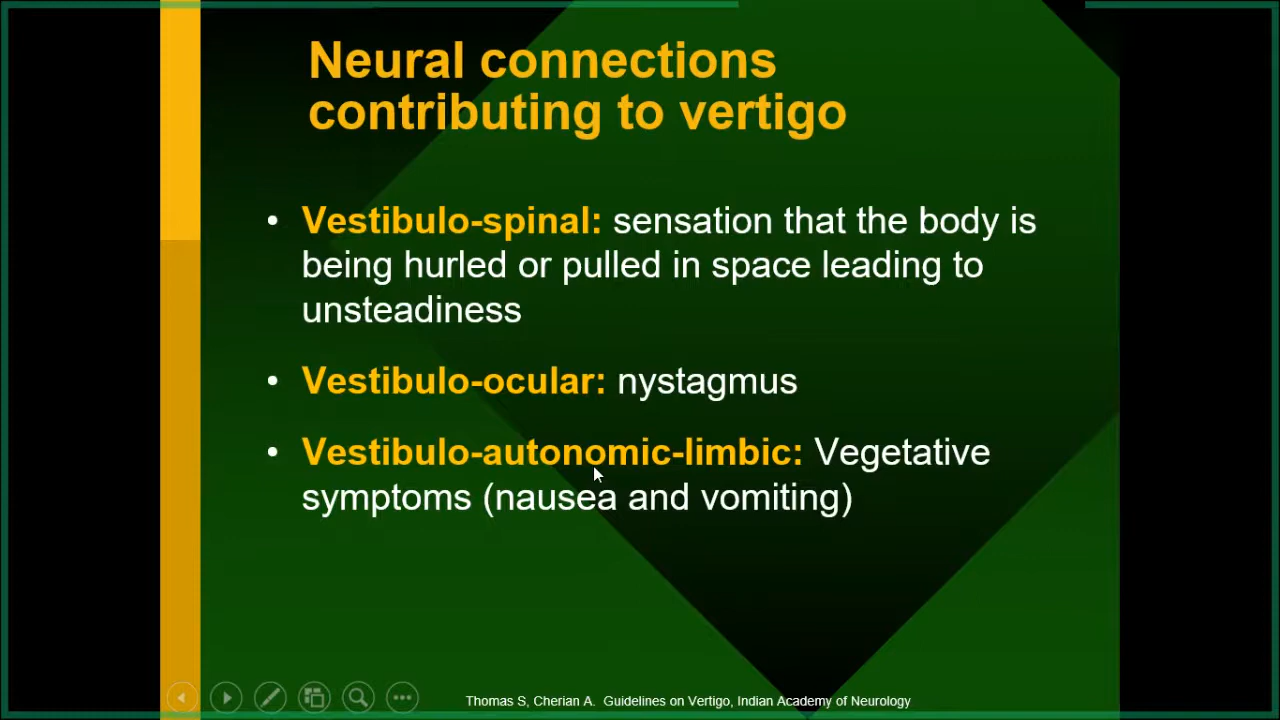 Neural connections
contributing to vertigo
• Vestibulo-spinal: sensation that the body is
being hurled or pulled in space leading to
unsteadiness
• Vestibulo-ocular: nystagmus
• Vestibulo-autonomic-limbic: Vegetative
symptoms (nausea and vomiting)
Thomas S, Cherian A. Guidelines on Vertigo, Indian Academy of Neurology